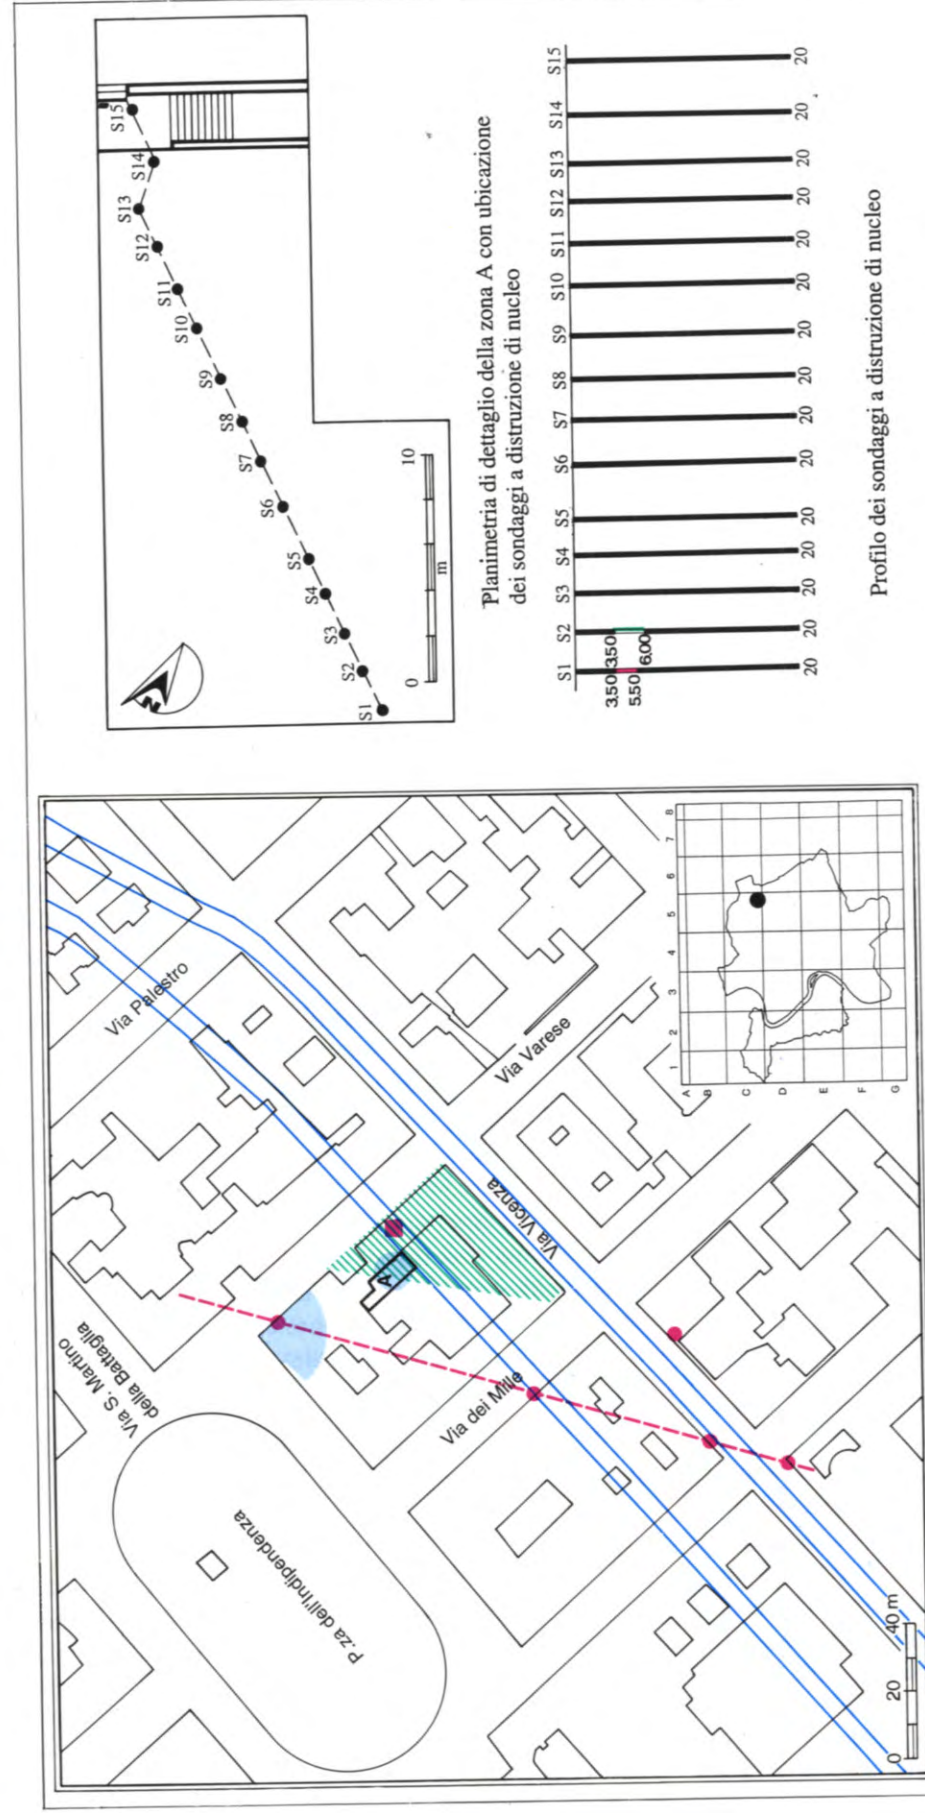 Via S. Martino
della Battaglia
Via Palestro
P.za dell'Indipendenza
Via dei Mille
A
Via Vicenza
Via Varese
0 20 40 m
1 2 3 4 5 6 7 8
A
B
C
D
E
F
G
N
S1 S2 S3 S4 S5 S6 S7 S8 S9 S10 S11 S12 S13 S14 S15
0 10
m
Planimetria di dettaglio della zona A con ubicazione
dei sondaggi a distruzione di nucleo
S1 S2 S3 S4 S5 S6 S7 S8 S9 S10 S11 S12 S13 S14 S15
3.50 3.50
5.50 6.00
20 20 20 20 20 20 20 20 20 20 20 20 20 20 20
Profilo dei sondaggi a distruzione di nucleo